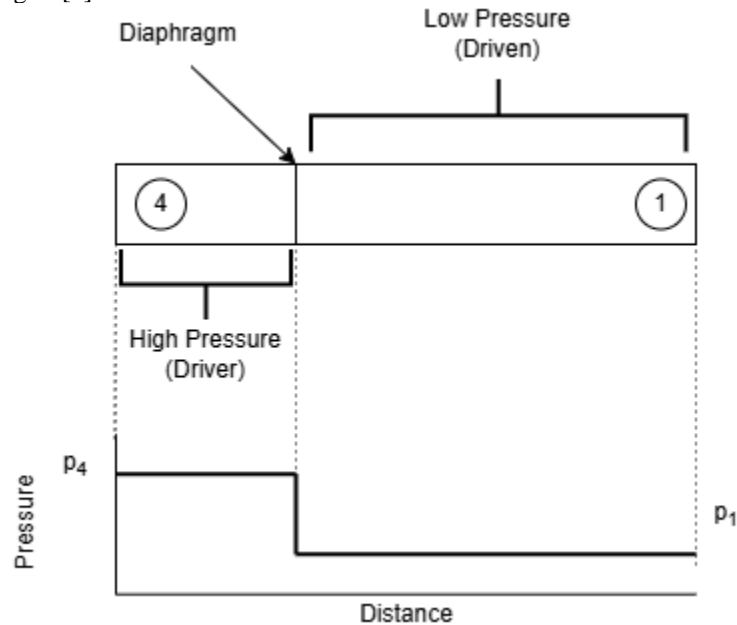 Low Pressure
(Driven)
Diaphragm
4
1
High Pressure
(Driver)
p4
p1
Pressure
Distance